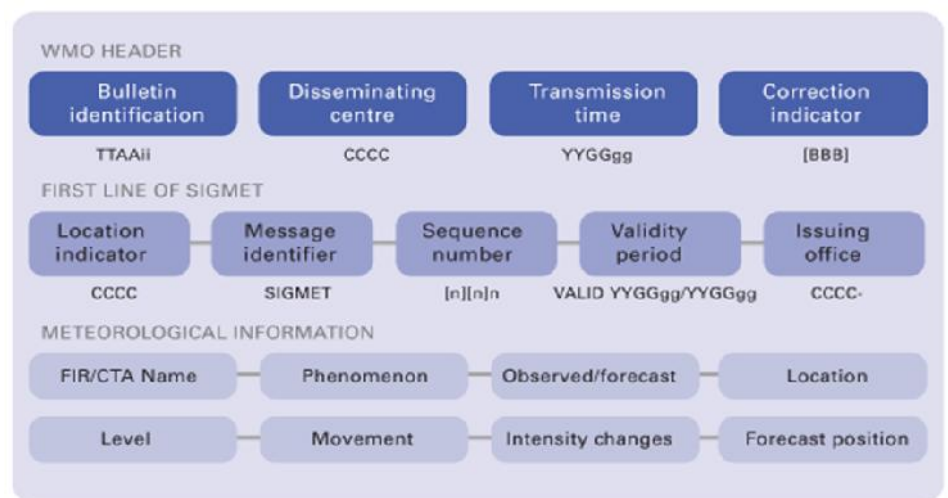 WMO HEADER
Bulletin identification
Disseminating centre
Transmission time
Correction indicator
TTAAii
CCCC
YYGGgg
[BBB]
FIRST LINE OF SIGMET
Location indicator
Message identifier
Sequence number
Validity period
Issuing office
CCCC
SIGMET
[n][n]n
VALID YYGGgg/YYGGgg
CCCC-
METEOROLOGICAL INFORMATION
FIR/CTA Name
Phenomenon
Observed/forecast
Location
Level
Movement
Intensity changes
Forecast position